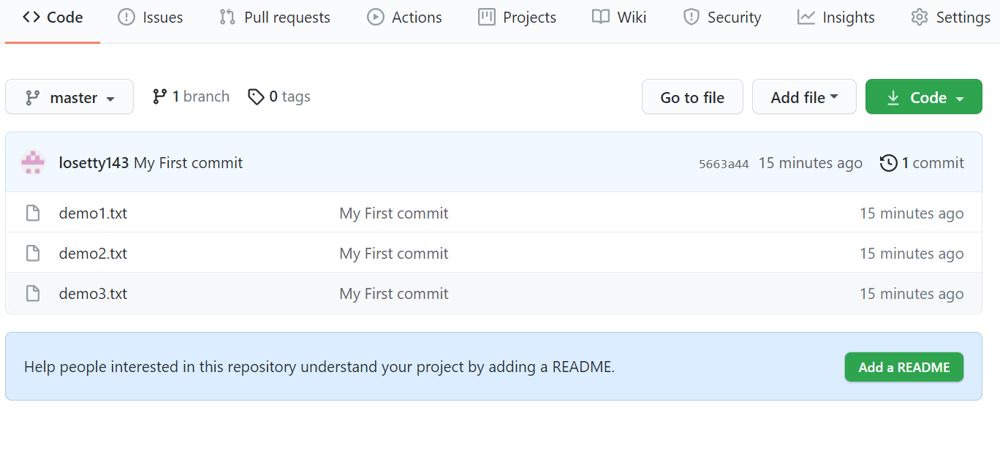 Code Issues Pull requests Actions Projects Wiki Security Insights Settings
master 1 branch 0 tags Go to file Add file Code
losetty143 My First commit 5663a44 15 minutes ago 1 commit
demo1.txt My First commit 15 minutes ago
demo2.txt My First commit 15 minutes ago
demo3.txt My First commit 15 minutes ago
Help people interested in this repository understand your project by adding a README. Add a README